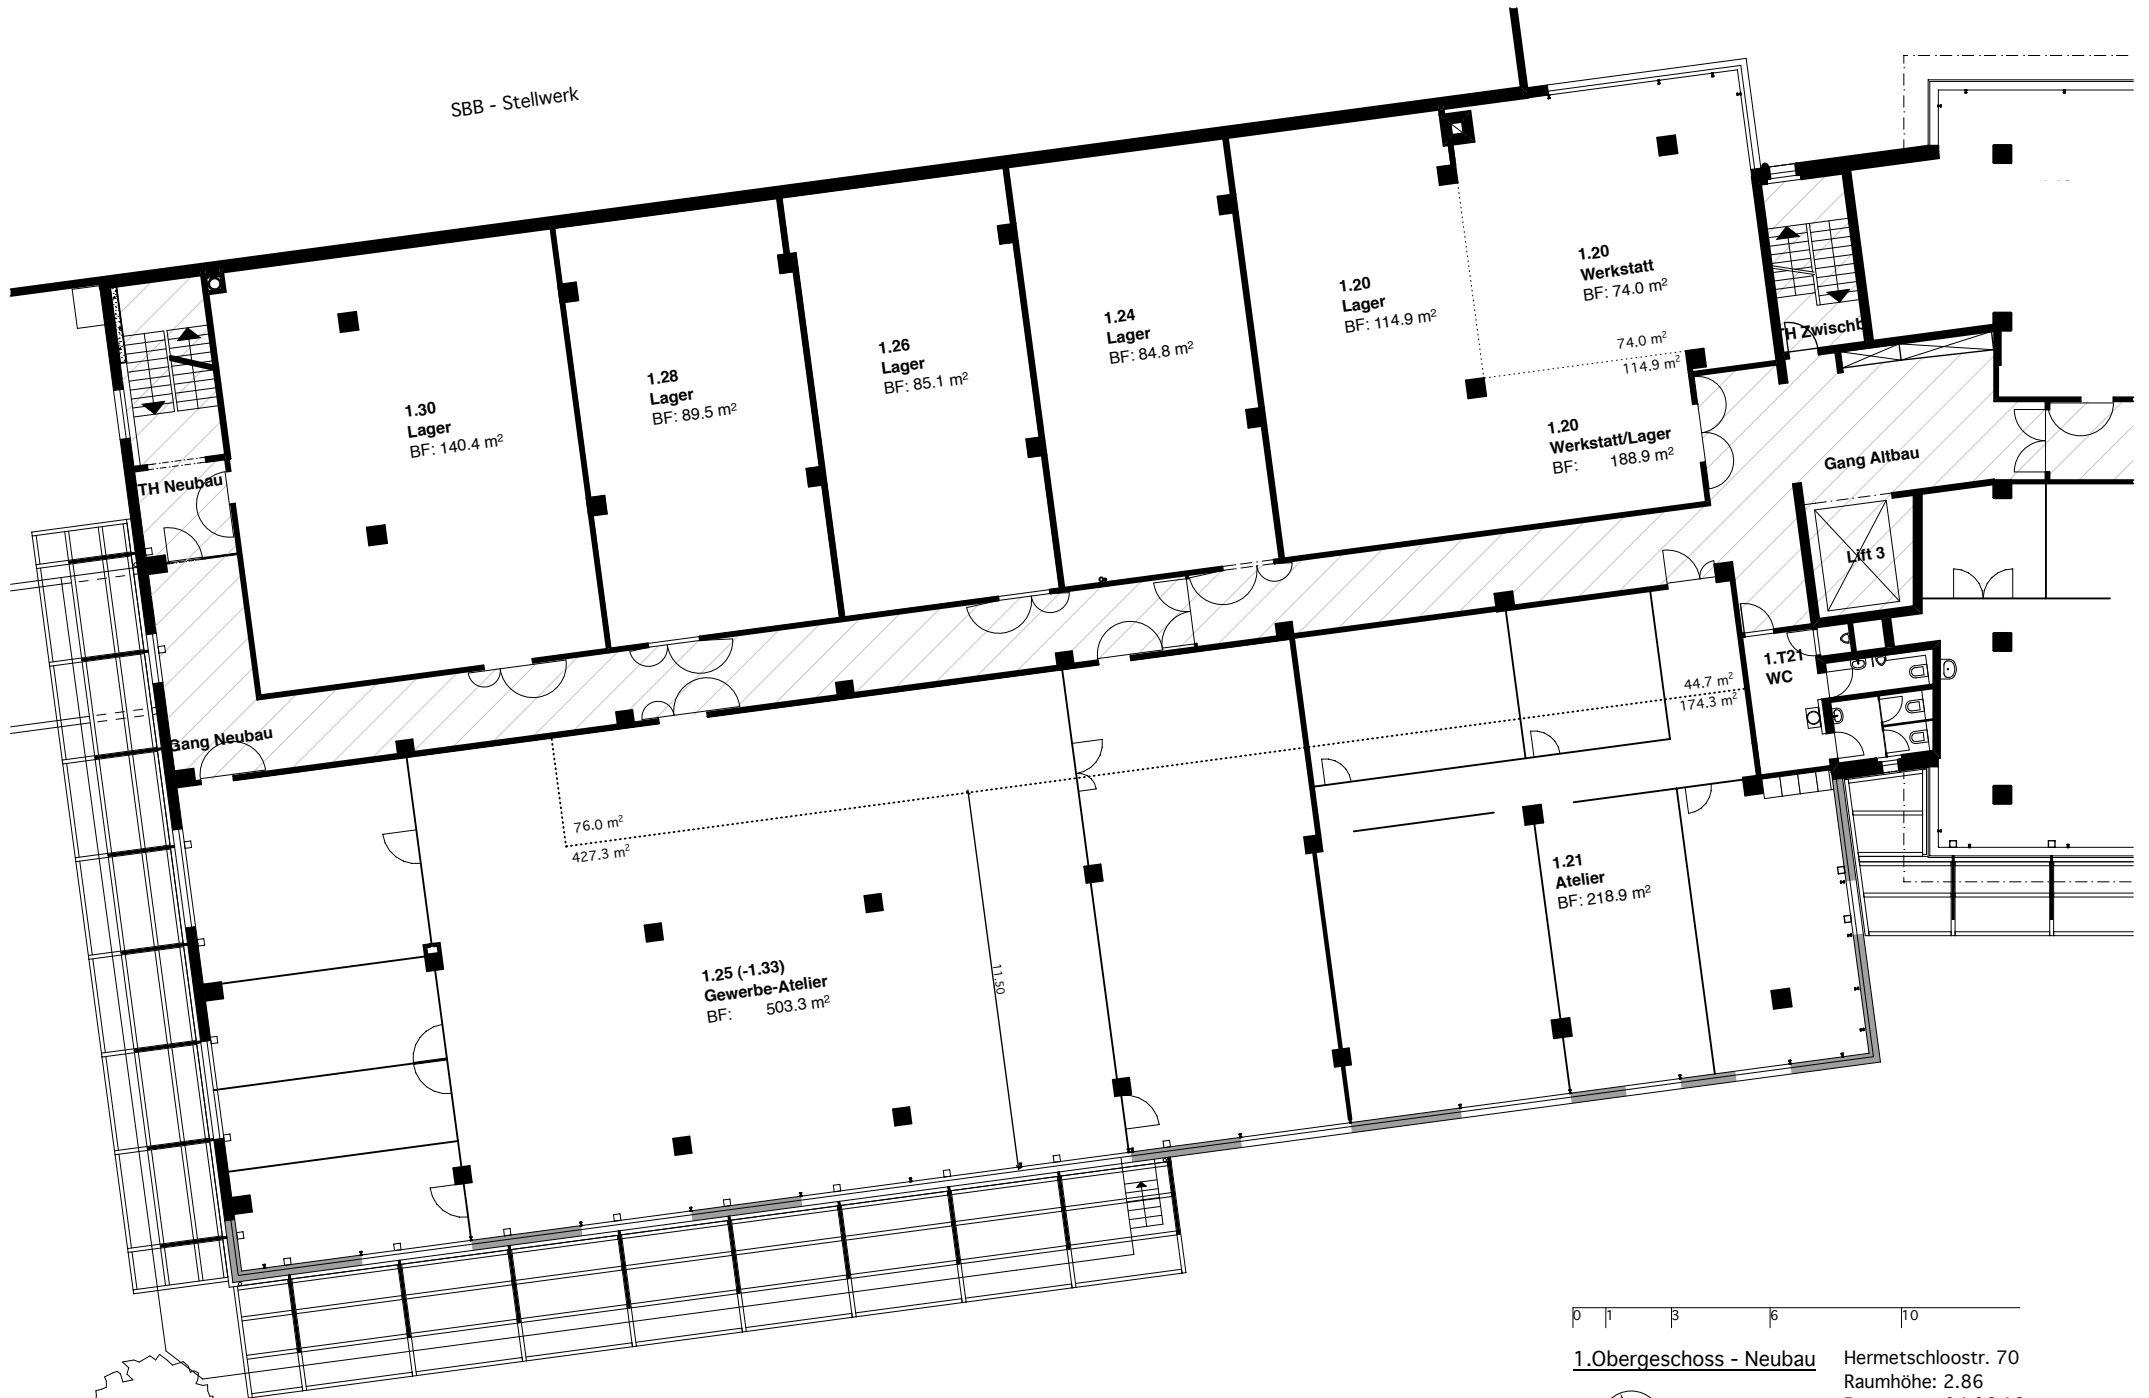 SBB - Stellwerk
1.20
Werkstatt
BF: 74.0 m²
1.20
Lager
BF: 114.9 m²
1.24
Lager
BF: 84.8 m²
1.26
Lager
BF: 85.1 m²
1.28
Lager
BF: 89.5 m²
1.30
Lager
BF: 140.4 m²
74.0 m²
114.9 m²
TH Zwischb
1.20
Werkstatt/Lager
BF: 188.9 m²
Gang Altbau
TH Neubau
Lift 3
1.T21
WC
44.7 m²
174.3 m²
Gang Neubau
76.0 m²
427.3 m²
1.21
Atelier
BF: 218.9 m²
1.25 (-1.33)
Gewerbe-Atelier
BF: 503.3 m²
11.50
0 1 3 6 10
1.Obergeschoss - Neubau
Hermetschloostr. 70
Raumhöhe: 2.86